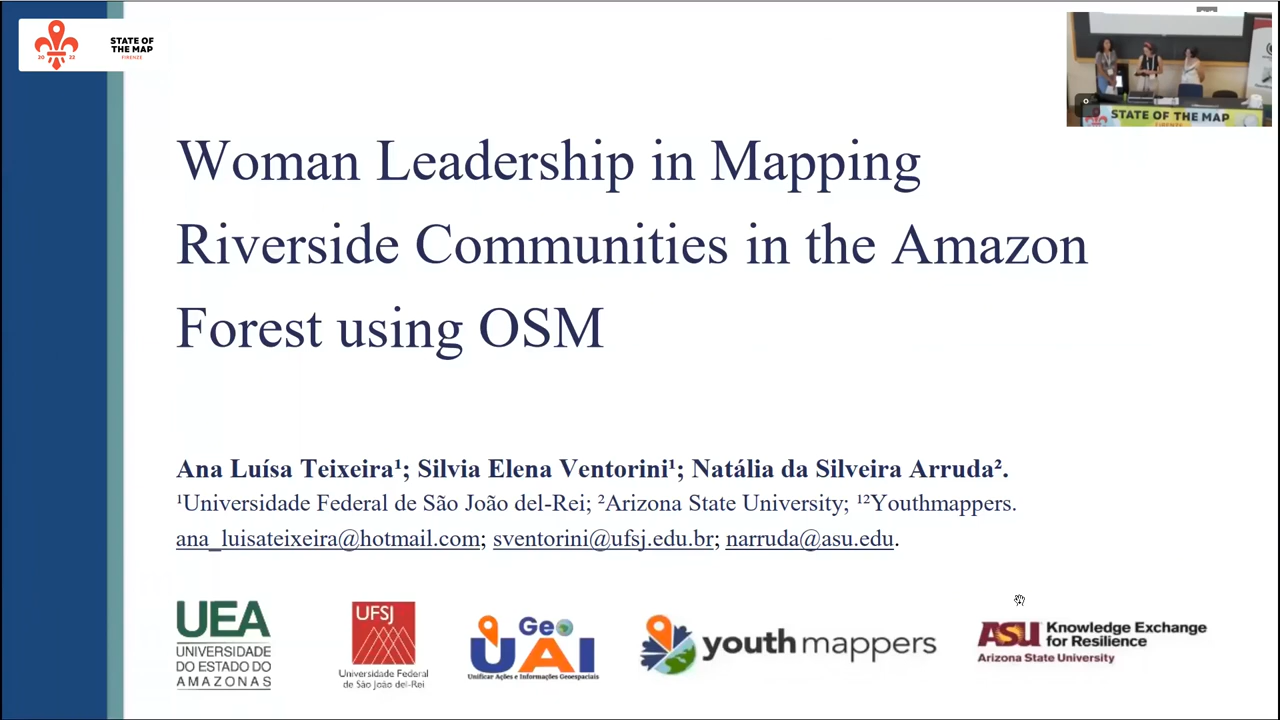 STATE OF
THE MAP
20 22
FIRENZE
STATE OF THE MAP
FIRENZE
Woman Leadership in Mapping
Riverside Communities in the Amazon
Forest using OSM
Ana Luísa Teixeira¹; Silvia Elena Ventorini¹; Natália da Silveira Arruda².
¹Universidade Federal de São João del-Rei; ²Arizona State University; ¹²Youthmappers.
ana_luisateixeira@hotmail.com; sventorini@ufsj.edu.br; narruda@asu.edu.
UEA
UNIVERSIDADE
DO ESTADO DO
AMAZONAS
UFSJ
Universidade Federal
de São João del-Rei
Geo
UAI
Unificar Ações e Informações Geoespaciais
youthmappers
ASU Knowledge Exchange
for Resilience
Arizona State University